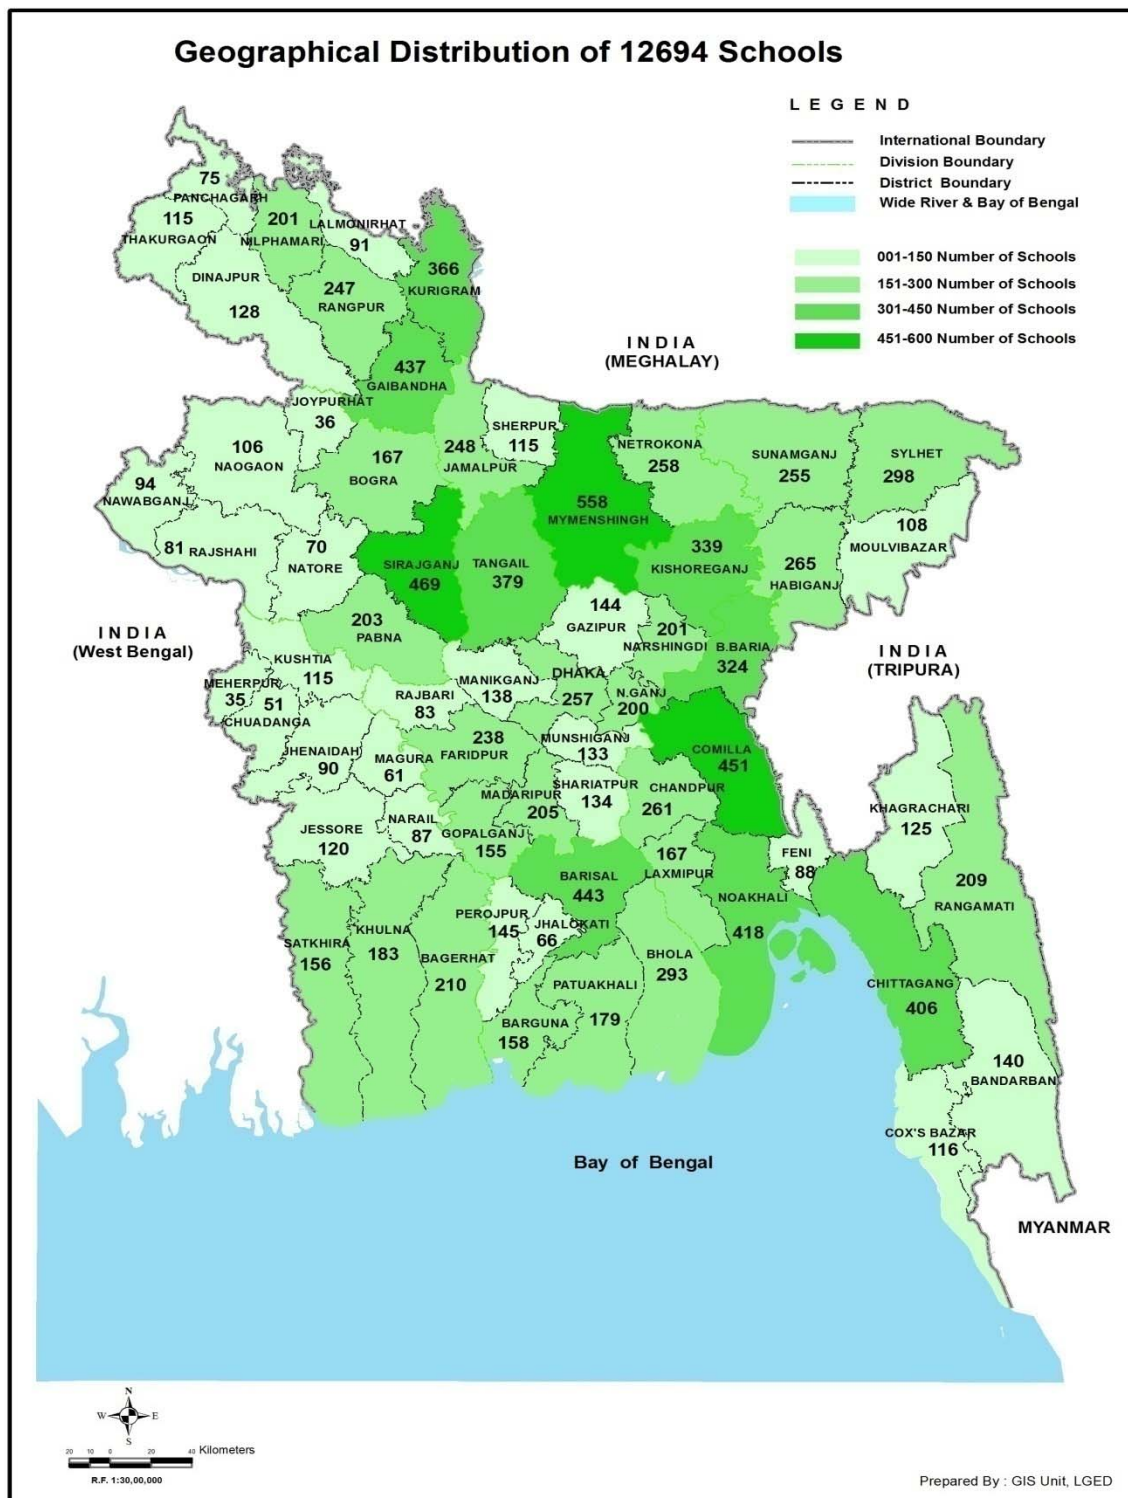 Geographical Distribution of 12694 Schools
L E G E N D
International Boundary
Division Boundary
District Boundary
Wide River & Bay of Bengal
001-150 Number of Schools
151-300 Number of Schools
301-450 Number of Schools
451-600 Number of Schools
75
PANCHAGARH
115
THAKURGAON
201
NILPHAMARI
LALMONIRHAT
91
DINAJPUR
128
247
RANGPUR
366
KURIGRAM
437
GAIBANDHA
I N D I A
(MEGHALAY)
JOYPURHAT
36
106
NAOGAON
167
BOGRA
248
JAMALPUR
SHERPUR
115
NETROKONA
258
SUNAMGANJ
255
SYLHET
298
94
NAWABGANJ
81 RAJSHAHI
70
NATORE
SIRAJGANJ
469
TANGAIL
379
558
MYMENSHINGH
339
KISHOREGANJ
265
HABIGANJ
108
MOULVIBAZAR
203
PABNA
144
GAZIPUR
201
NARSHINGDI
B.BARIA
324
I N D I A
(West Bengal)
I N D I A
(TRIPURA)
KUSHTIA
115
MEHERPUR
35
51
CHUADANGA
RAJBARI
83
MANIKGANJ
138
DHAKA
257
N.GANJ
200
JHENAIDAH
90
MAGURA
61
238
FARIDPUR
MUNSHIGANJ
133
COMILLA
451
MADARIPUR
205
SHARIATPUR
134
CHANDPUR
261
JESSORE
120
NARAIL
87
GOPALGANJ
155
167
LAXMIPUR
FENI
88
KHAGRACHARI
125
BARISAL
443
NOAKHALI
418
209
RANGAMATI
SATKHIRA
156
KHULNA
183
BAGERHAT
210
PEROJPUR
145
JHALOKATI
66
BHOLA
293
PATUAKHALI
179
BARGUNA
158
CHITTAGANG
406
140
BANDARBAN
COX'S BAZAR
116
Bay of Bengal
MYANMAR
N
W
E
S
20 10 0 20 40 Kilometers
R.F. 1:30,00,000
Prepared By : GIS Unit, LGED